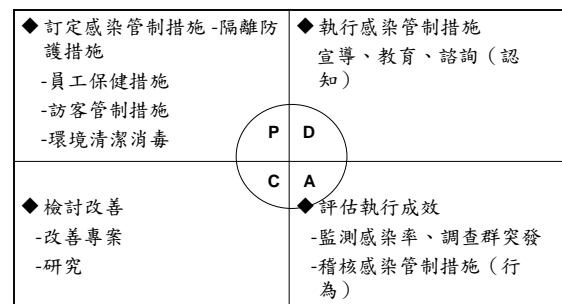 ◆訂定感染管制措施 -隔離防
護措施
-員工保健措施
-訪客管制措施
-環境清潔消毒
◆執行感染管制措施
宣導、教育、諮詢（認
知）
P D
C A
◆檢討改善
-改善專案
-研究
◆評估執行成效
-監測感染率、調查群突發
-稽核感染管制措施（行
為）